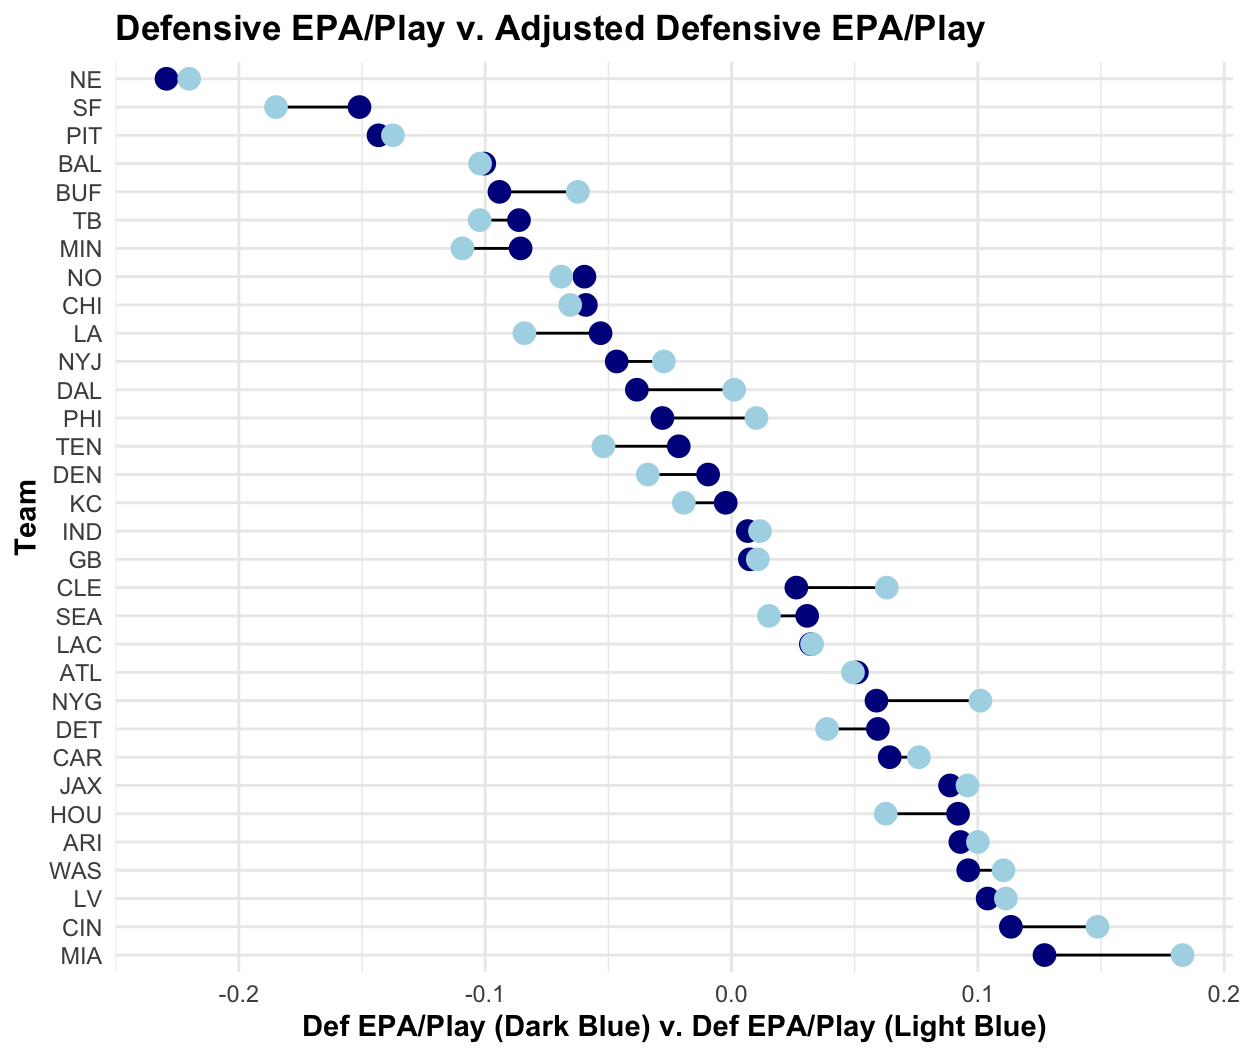 Defensive EPA/Play v. Adjusted Defensive EPA/Play
NE
SF
PIT
BAL
BUF
TB
MIN
NO
CHI
LA
NYJ
DAL
PHI
TEN
DEN
KC
IND
GB
CLE
SEA
LAC
ATL
NYG
DET
CAR
JAX
HOU
ARI
WAS
LV
CIN
MIA
Team
-0.2 -0.1 0.0 0.1 0.2
Def EPA/Play (Dark Blue) v. Def EPA/Play (Light Blue)